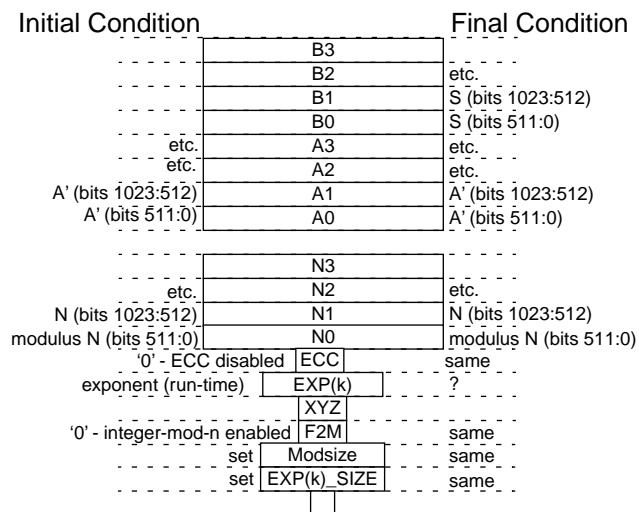 Initial Condition Final Condition
B3
B2 etc.
B1 S (bits 1023:512)
B0 S (bits 511:0)
etc. A3 etc.
etc. A2 etc.
A’ (bits 1023:512) A1 A’ (bits 1023:512)
A’ (bits 511:0) A0 A’ (bits 511:0)
N3
etc. N2 etc.
N (bits 1023:512) N1 N (bits 1023:512)
modulus N (bits 511:0) N0 modulus N (bits 511:0)
‘0’ - ECC disabled ECC same
exponent (run-time) EXP(k) ?
XYZ
‘0’ - integer-mod-n enabled F2M same
set Modsize same
set EXP(k)_SIZE same